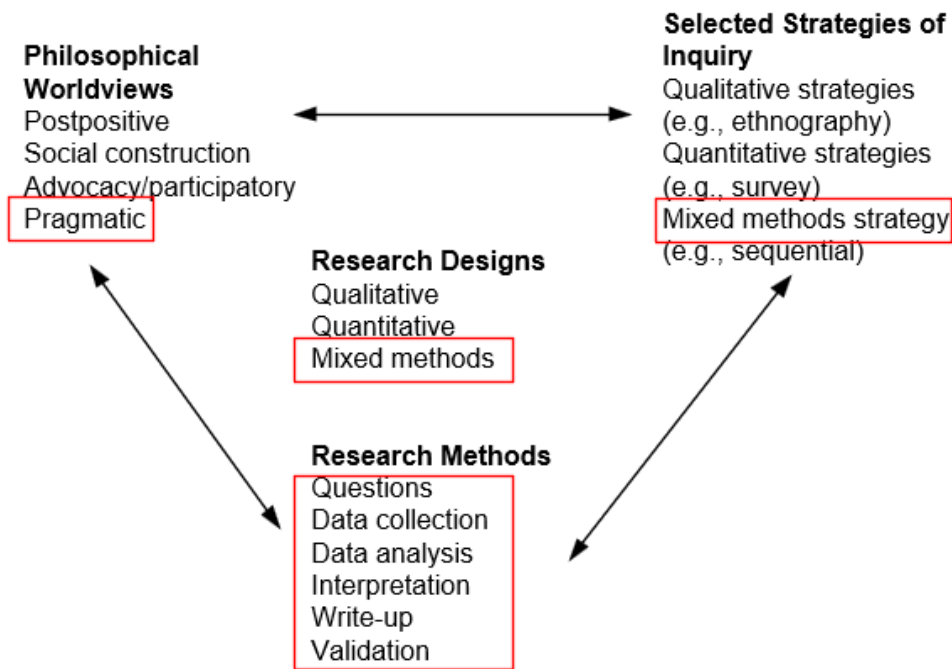 Philosophical
Worldviews
Postpositive
Social construction
Advocacy/participatory
Pragmatic
Selected Strategies of
Inquiry
Qualitative strategies
(e.g., ethnography)
Quantitative strategies
(e.g., survey)
Mixed methods strategy
(e.g., sequential)
Research Designs
Qualitative
Quantitative
Mixed methods
Research Methods
Questions
Data collection
Data analysis
Interpretation
Write-up
Validation